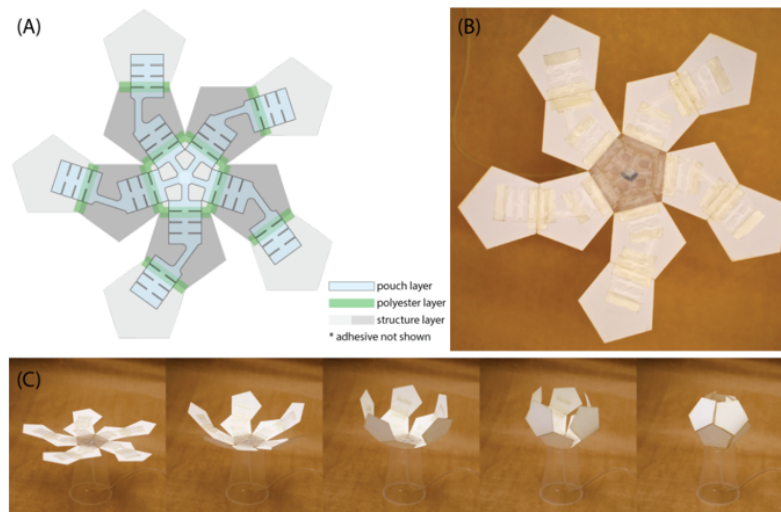 (A)
(B)
pouch layer
polyester layer
structure layer
* adhesive not shown
(C)